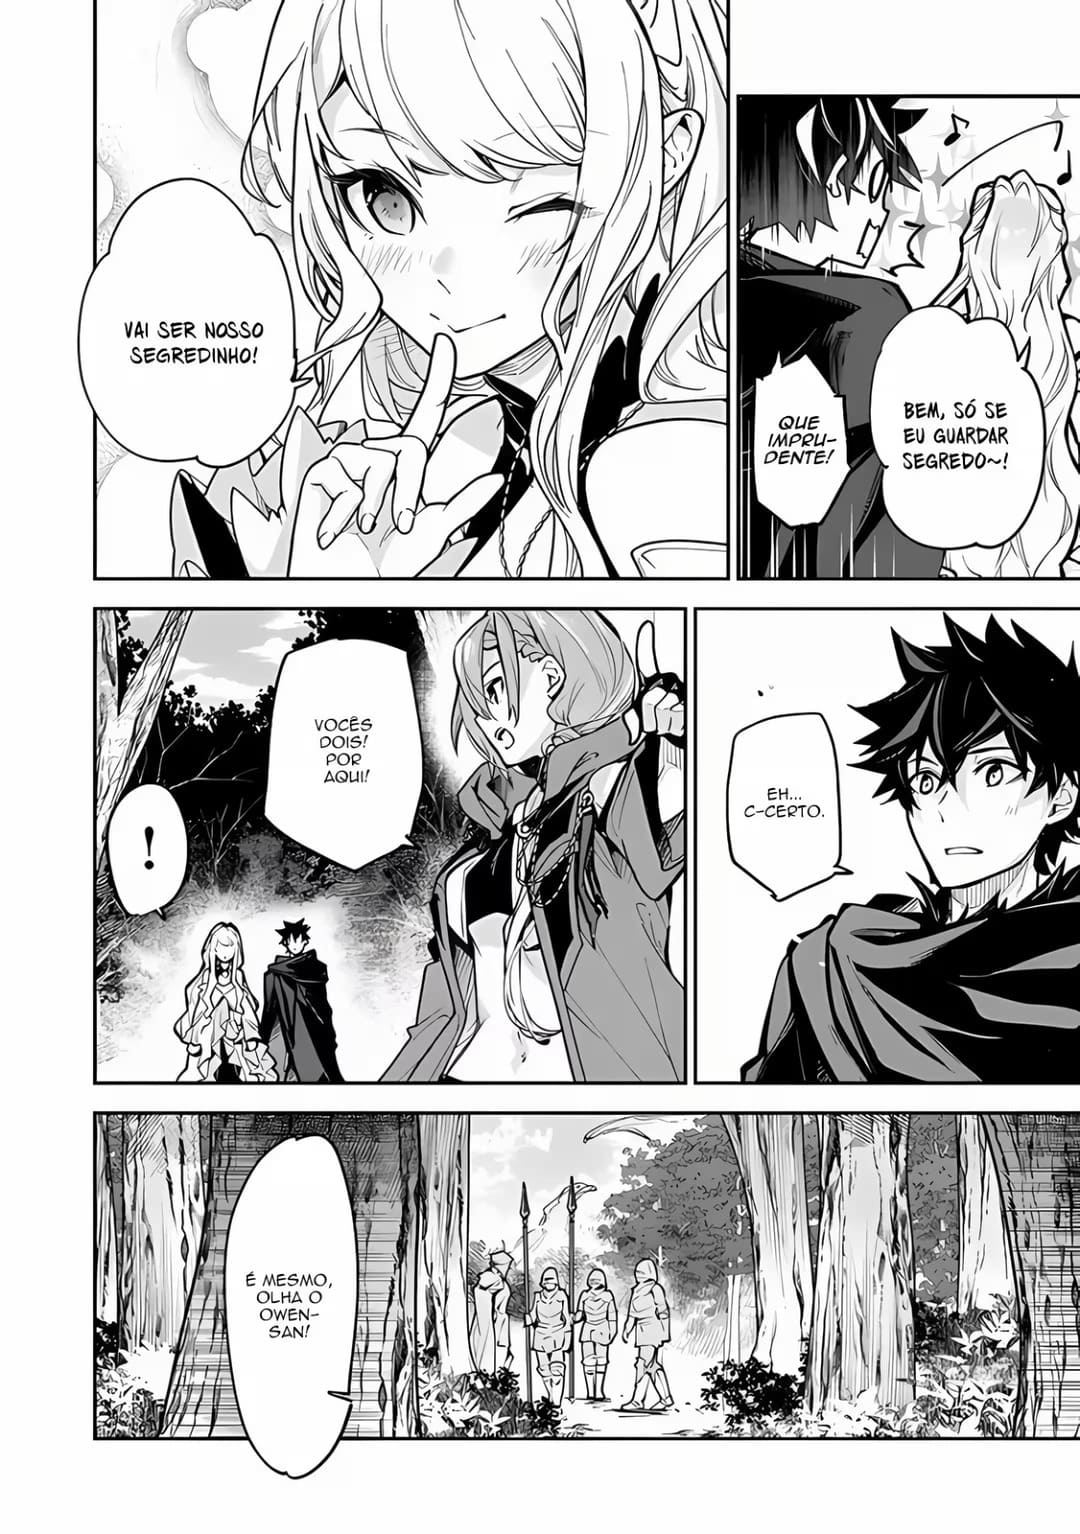 BEM, SÓ SE
EU GUARDAR
SEGREDO~!
QUE
IMPRU-
DENTE!
VAI SER NOSSO
SEGREDINHO!
EH...
C-CERTO.
VOCÊS
DOIS!
POR
AQUI!
!
É MESMO,
OLHA O
OWEN-
SAN!